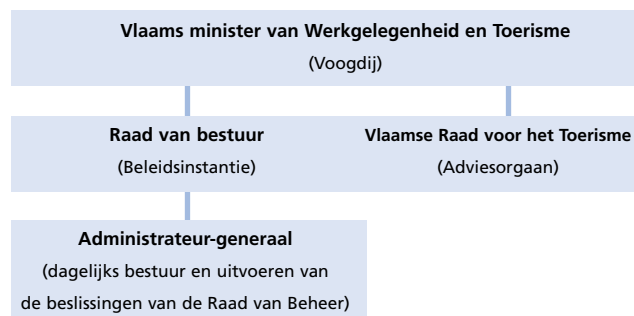 Vlaams minister van Werkgelegenheid en Toerisme
(Voogdij)
Raad van bestuur
(Beleidsinstantie)
Vlaamse Raad voor het Toerisme
(Adviesorgaan)
Administrateur-generaal
(dagelijks bestuur en uitvoeren van
de beslissingen van de Raad van Beheer)